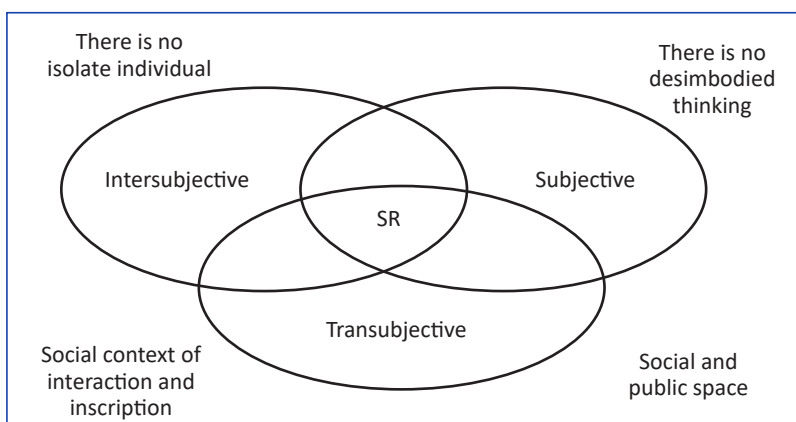 There is no
isolate individual
There is no
desimbodied
thinking
Intersubjective
Subjective
SR
Transubjective
Social context of
interaction and
inscription
Social and
public space